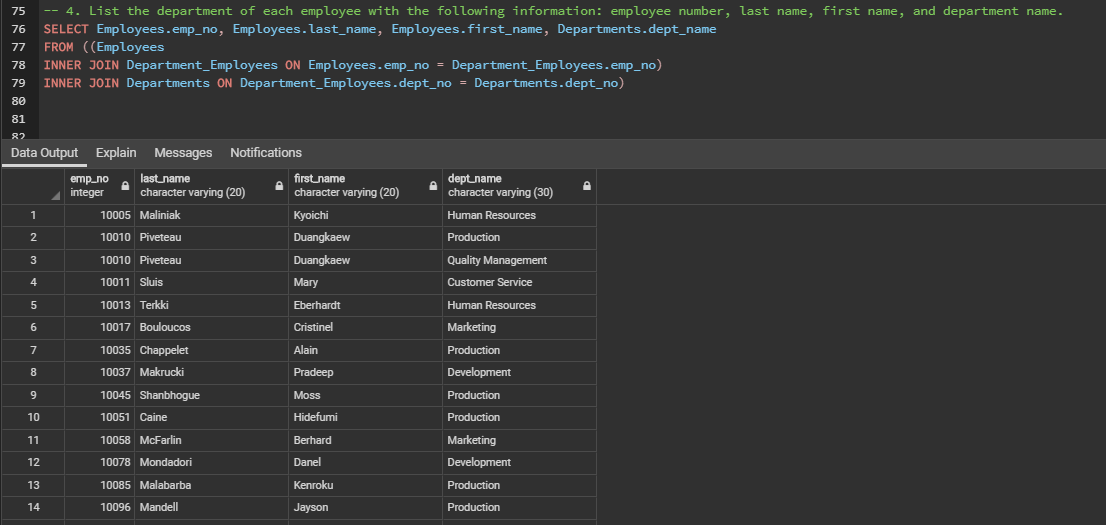 75 -- 4. List the department of each employee with the following information: employee number, last name, first name, and department name.
76 SELECT Employees.emp_no, Employees.last_name, Employees.first_name, Departments.dept_name
77 FROM ((Employees
78 INNER JOIN Department_Employees ON Employees.emp_no = Department_Employees.emp_no)
79 INNER JOIN Departments ON Department_Employees.dept_no = Departments.dept_no)
80
81
82
Data Output Explain Messages Notifications
emp_no last_name first_name dept_name
integer character varying (20) character varying (20) character varying (30)
1 10005 Maliniak Kyoichi Human Resources
2 10010 Piveteau Duangkaew Production
3 10010 Piveteau Duangkaew Quality Management
4 10011 Sluis Mary Customer Service
5 10013 Terkki Eberhardt Human Resources
6 10017 Bouloucos Cristinel Marketing
7 10035 Chappelet Alain Production
8 10037 Makrucki Pradeep Development
9 10045 Shanbhogue Moss Production
10 10051 Caine Hidefumi Production
11 10058 McFarlin Berhard Marketing
12 10078 Mondadori Danel Development
13 10085 Malabarba Kenroku Production
14 10096 Mandell Jayson Production